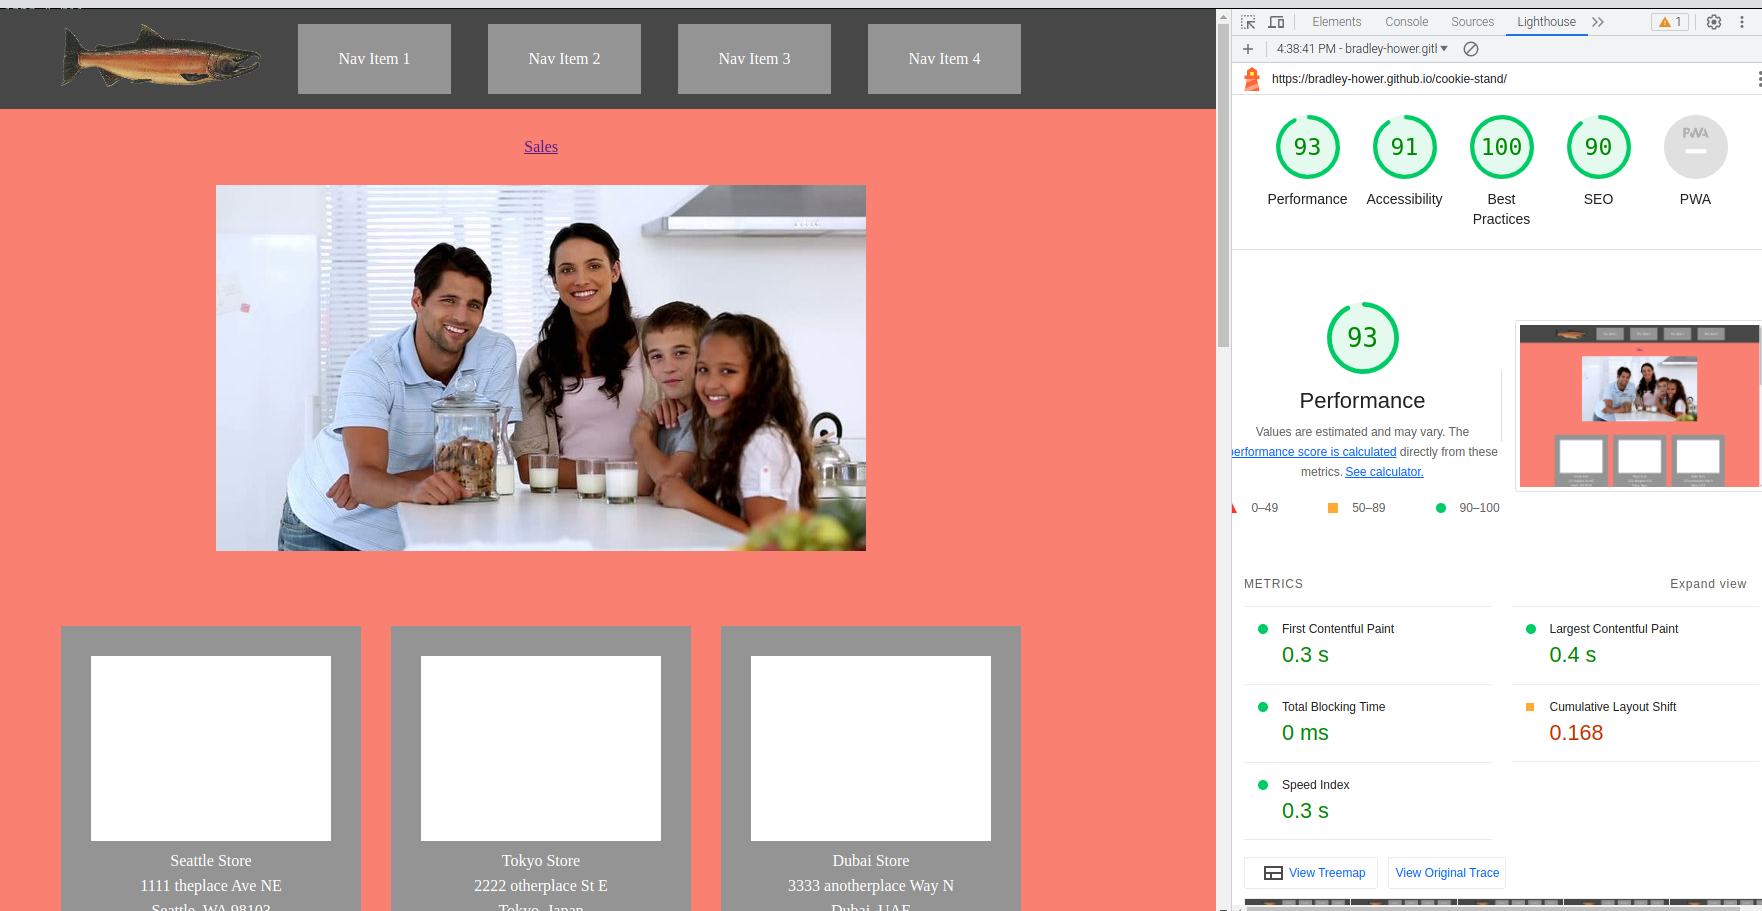 Nav Item 1
Nav Item 2
Nav Item 3
Nav Item 4
Sales
Seattle Store
1111 theplace Ave NE
Seattle, WA 98103
Tokyo Store
2222 otherplace St E
Tokyo, Japan
Dubai Store
3333 anotherplace Way N
Dubai, UAE
Elements
Console
Sources
Lighthouse
1
4:38:41 PM - bradley-hower.gitl
https://bradley-hower.github.io/cookie-stand/
93
91
100
90
PWA
Performance
Accessibility
Best
Practices
SEO
PWA
93
Performance
Values are estimated and may vary. The
erformance score is calculated directly from these
metrics. See calculator.
0–49
50–89
90–100
METRICS
Expand view
First Contentful Paint
0.3 s
Largest Contentful Paint
0.4 s
Total Blocking Time
0 ms
Cumulative Layout Shift
0.168
Speed Index
0.3 s
View Treemap
View Original Trace